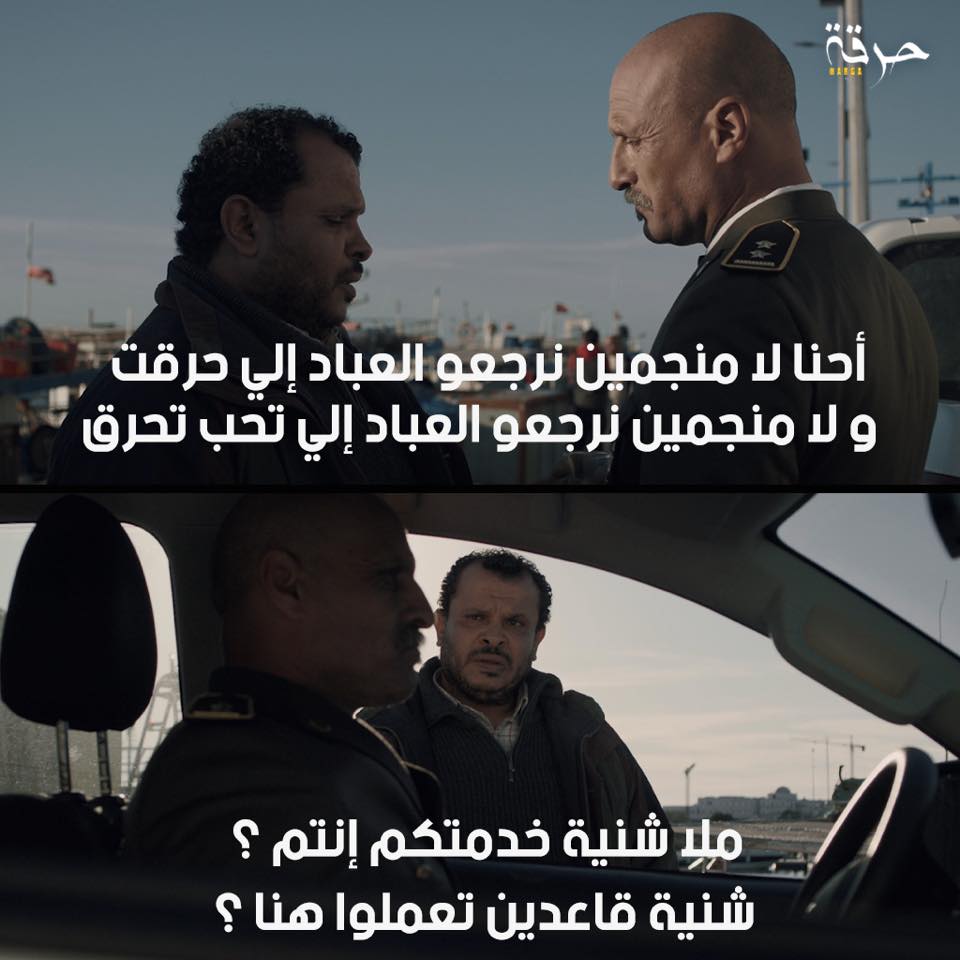 حرقة
HARGA
أحنا لا منجمين نرجعو العباد إلي حرقت
و لا منجمين نرجعو العباد إلي تحب تحرق
ملا شنية خدمتكم إنتم ؟
شنية قاعدين تعملوا هنا ؟